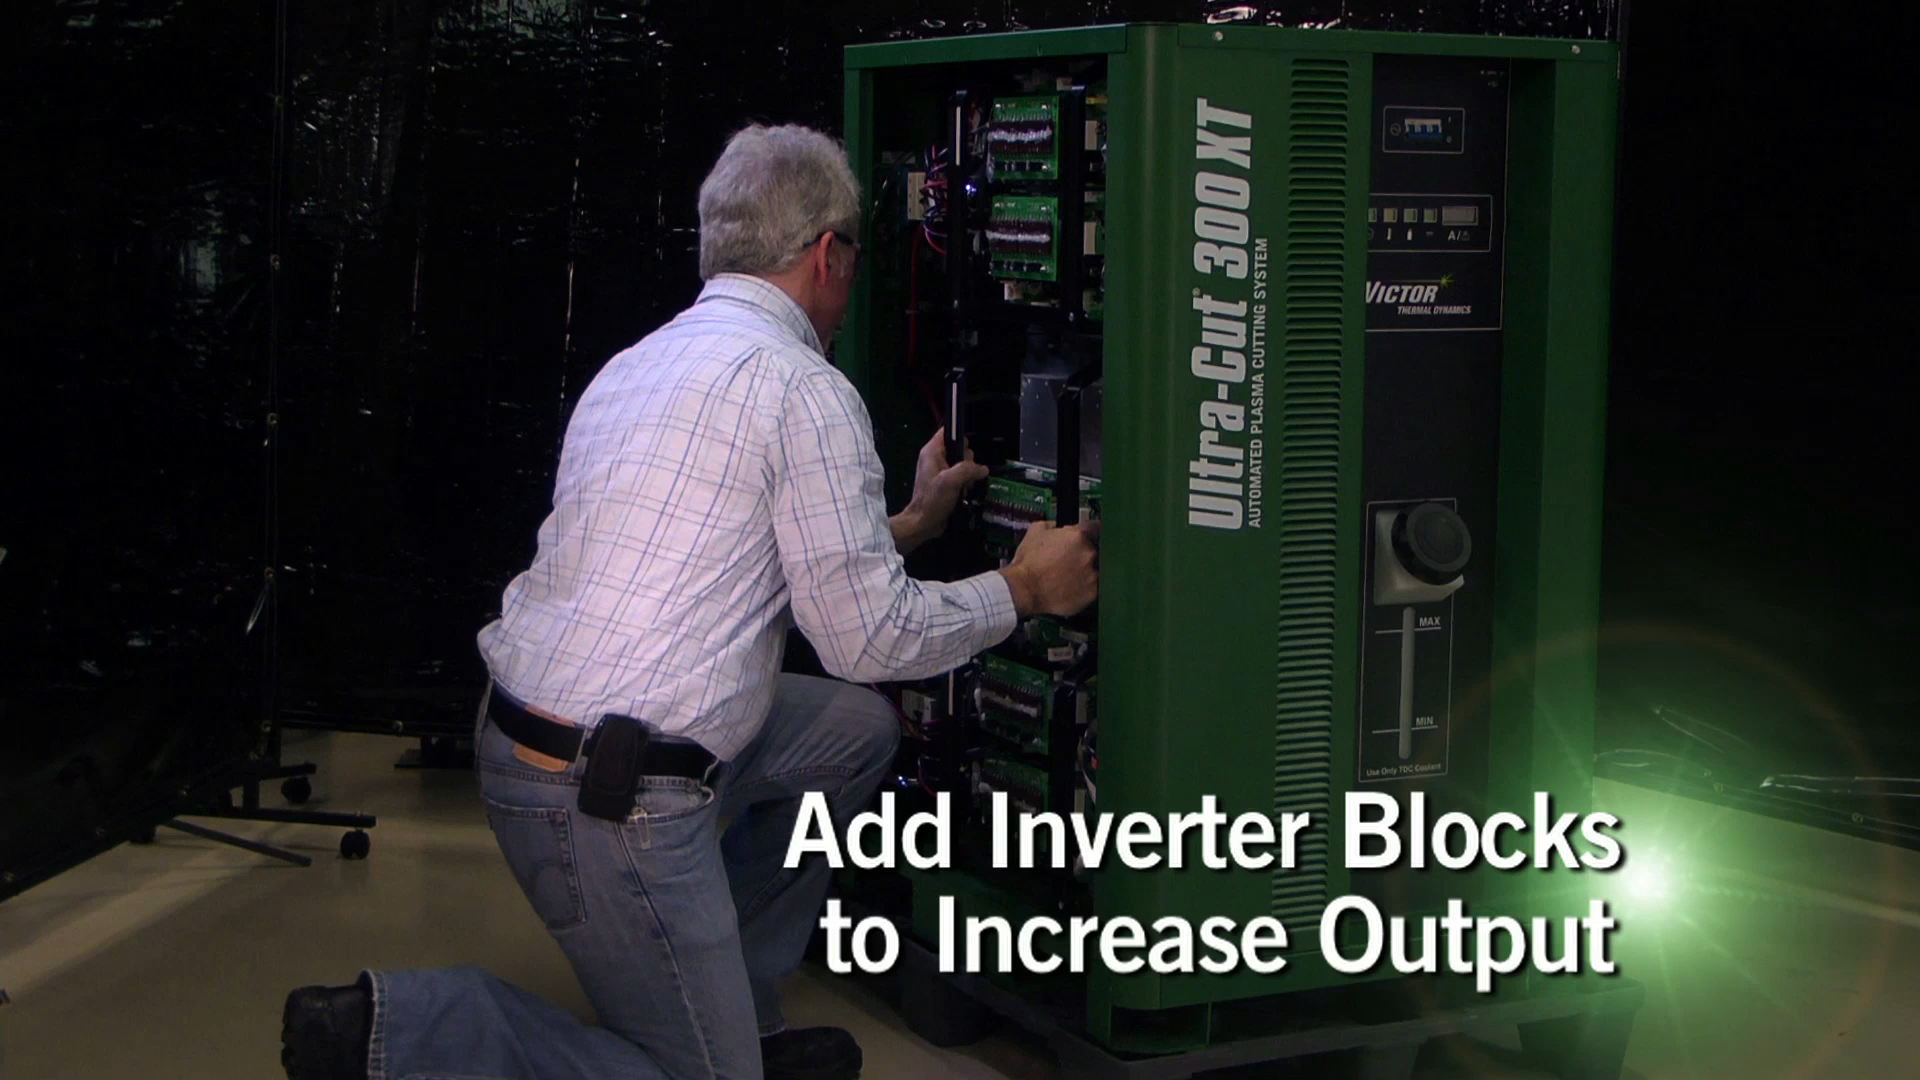 Ultra-Cut® 300 XT
AUTOMATED PLASMA CUTTING SYSTEM
A/
VICTOR
THERMAL DYNAMICS
MAX
MIN
Use Only TDC Coolant
Add Inverter Blocks
to Increase Output